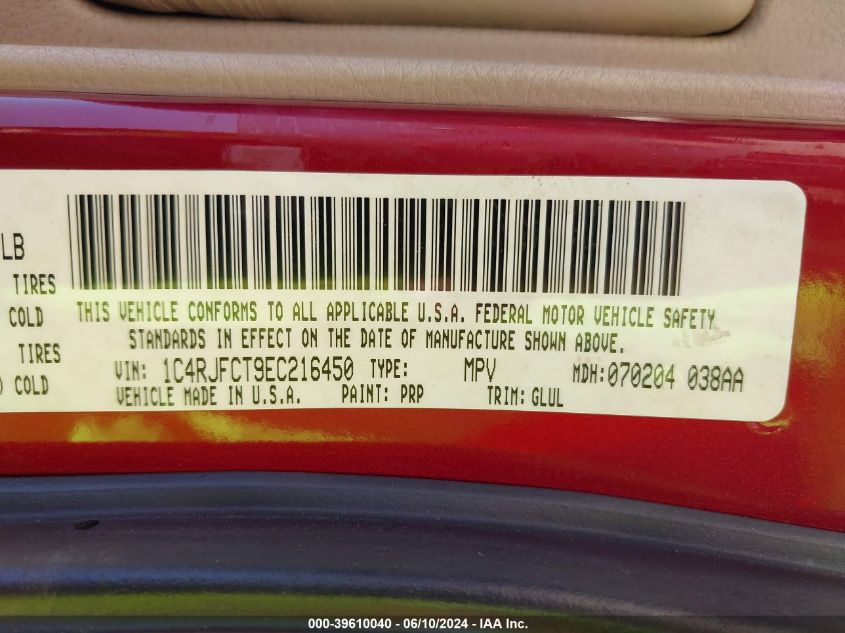 LB
TIRES
COLD
TIRES
) COLD
THIS VEHICLE CONFORMS TO ALL APPLICABLE U.S.A. FEDERAL MOTOR VEHICLE SAFETY
STANDARDS IN EFFECT ON THE DATE OF MANUFACTURE SHOWN ABOVE.
VIN: 1C4RJFCT9EC216450 TYPE: MPV MDH:070204 038AA
VEHICLE MADE IN U.S.A. PAINT: PRP TRIM: GLUL
000-39610040 - 06/10/2024 - IAA Inc.